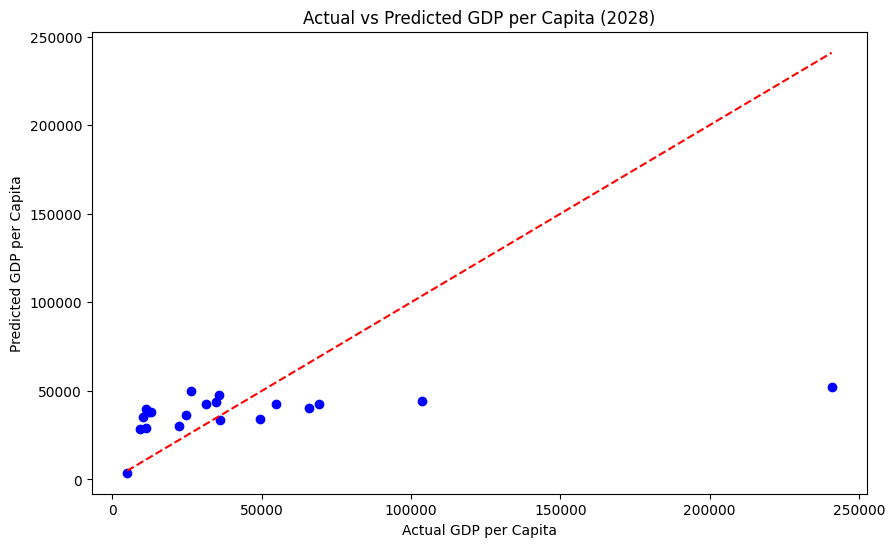 Actual vs Predicted GDP per Capita (2028)
250000
200000
150000
100000
50000
0
Predicted GDP per Capita
0 50000 100000 150000 200000 250000
Actual GDP per Capita